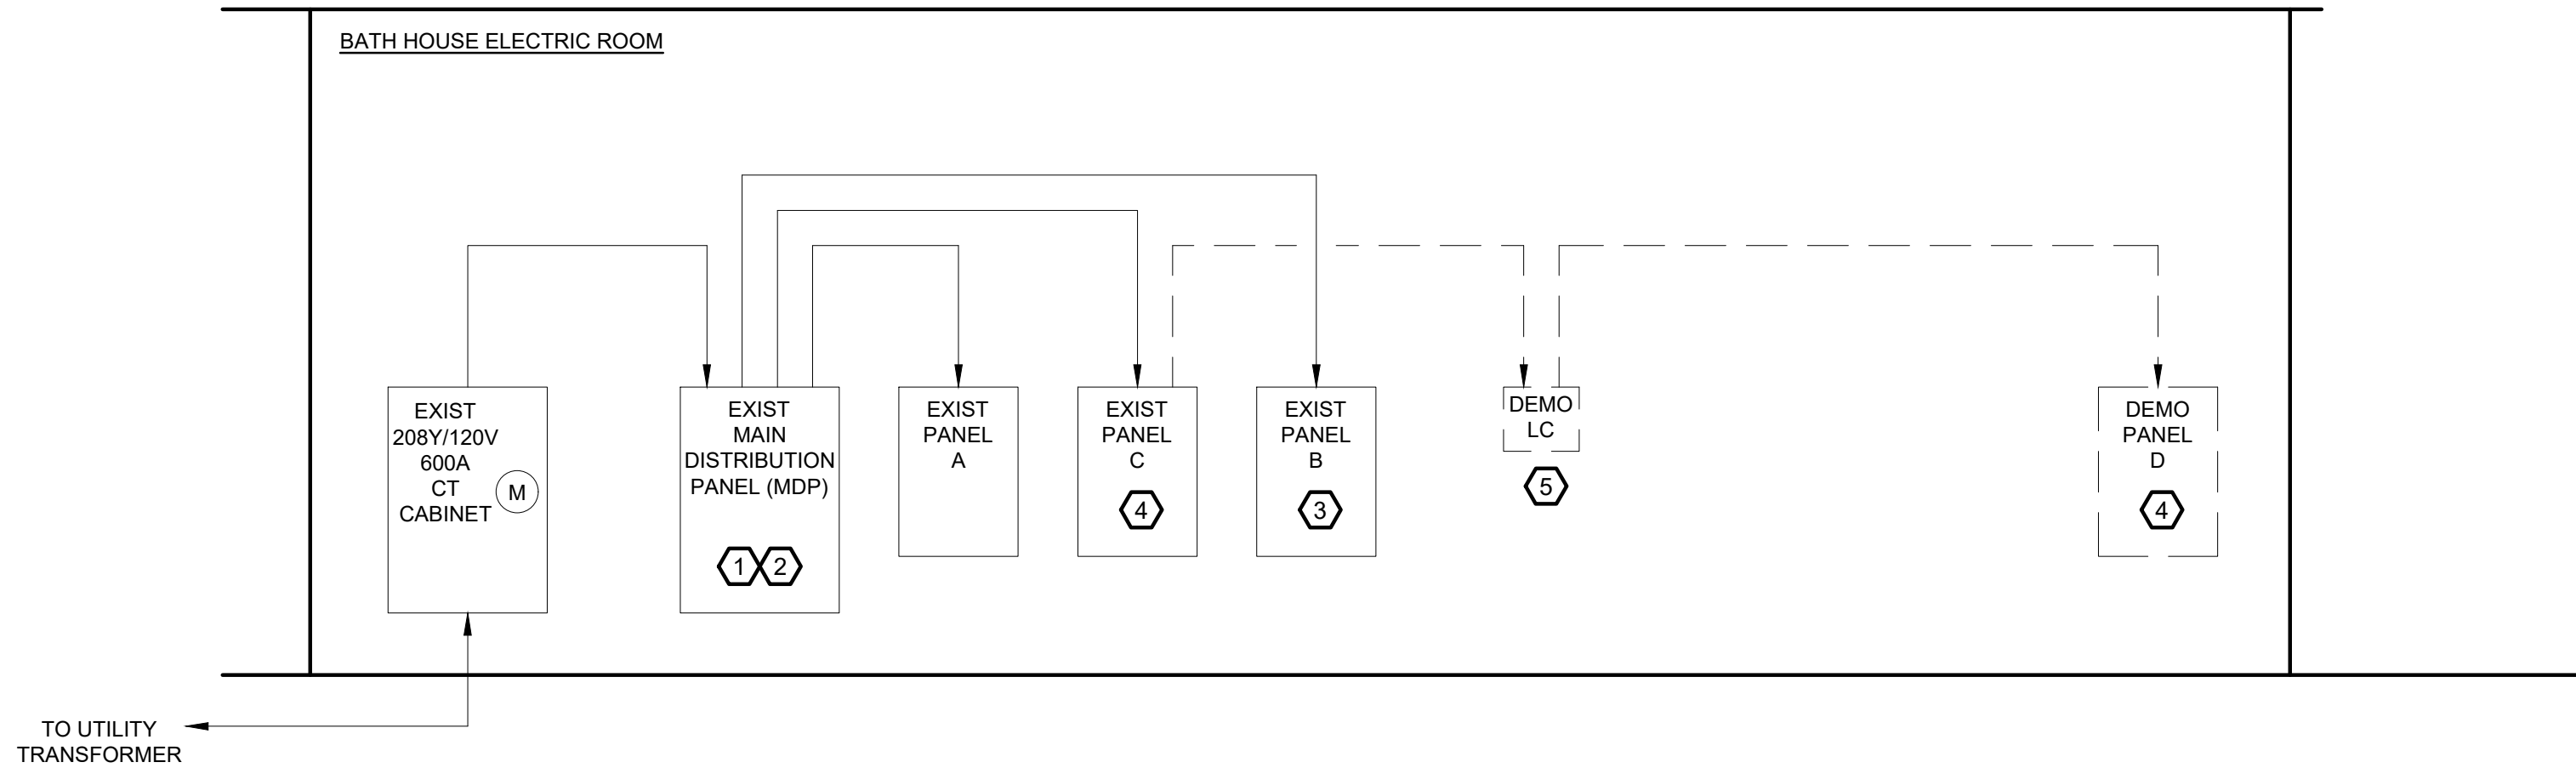 BATH HOUSE ELECTRIC ROOM
EXIST
208Y/120V
600A
CT
CABINET
M
EXIST
MAIN
DISTRIBUTION
PANEL (MDP)
1
2
EXIST
PANEL
A
EXIST
PANEL
C
4
EXIST
PANEL
B
3
DEMO
LC
5
DEMO
PANEL
D
4
TO UTILITY
TRANSFORMER